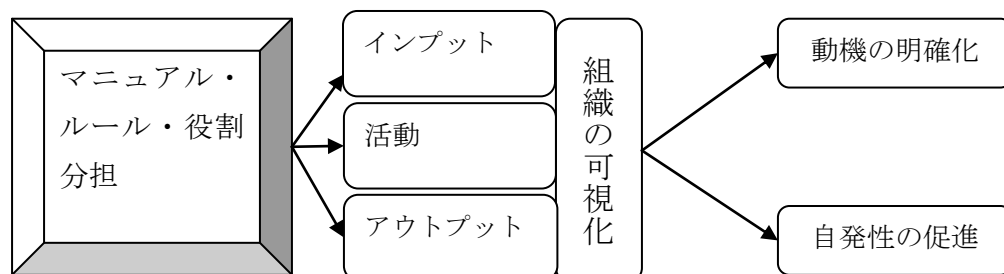 マニュアル・
ルール・役割
分担
インプット
活動
アウトプット
組織の可視化
動機の明確化
自発性の促進